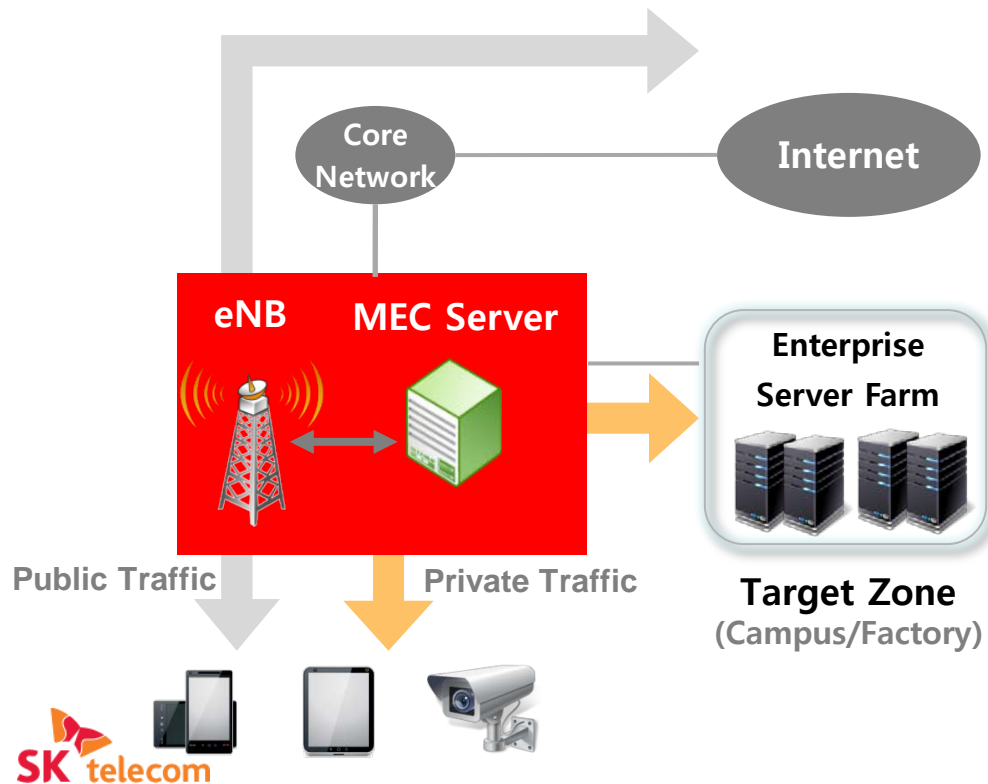 Core
Network
Internet
eNB
MEC Server
Enterprise
Server Farm
Public Traffic
Private Traffic
Target Zone
(Campus/Factory)
SK telecom